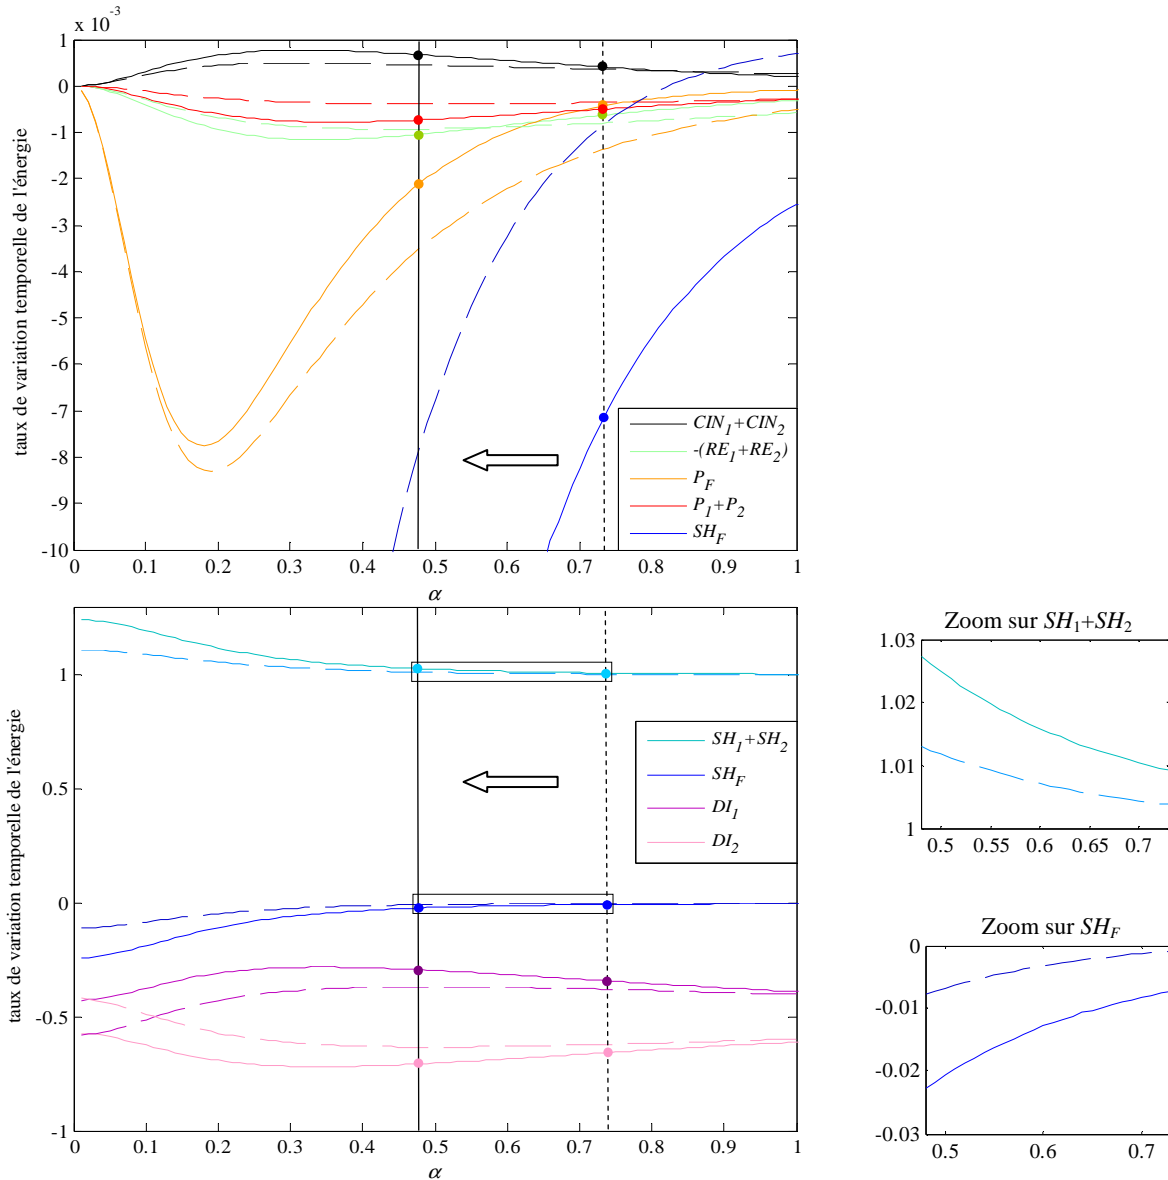 x 10^-3
1
0
-1
-2
-3
-4
-5
-6
-7
-8
-9
-10
taux de variation temporelle de l'énergie
0 0.1 0.2 0.3 0.4 0.5 0.6 0.7 0.8 0.9 1
α
CIN1+CIN2
-(RE1+RE2)
PF
P1+P2
SHF
1
0.5
0
-0.5
-1
taux de variation temporelle de l'énergie
0 0.1 0.2 0.3 0.4 0.5 0.6 0.7 0.8 0.9 1
α
SH1+SH2
SHF
DI1
DI2
Zoom sur SH1+SH2
1.03
1.02
1.01
1
0.5 0.55 0.6 0.65 0.7
Zoom sur SHF
0
-0.01
-0.02
-0.03
0.5 0.6 0.7